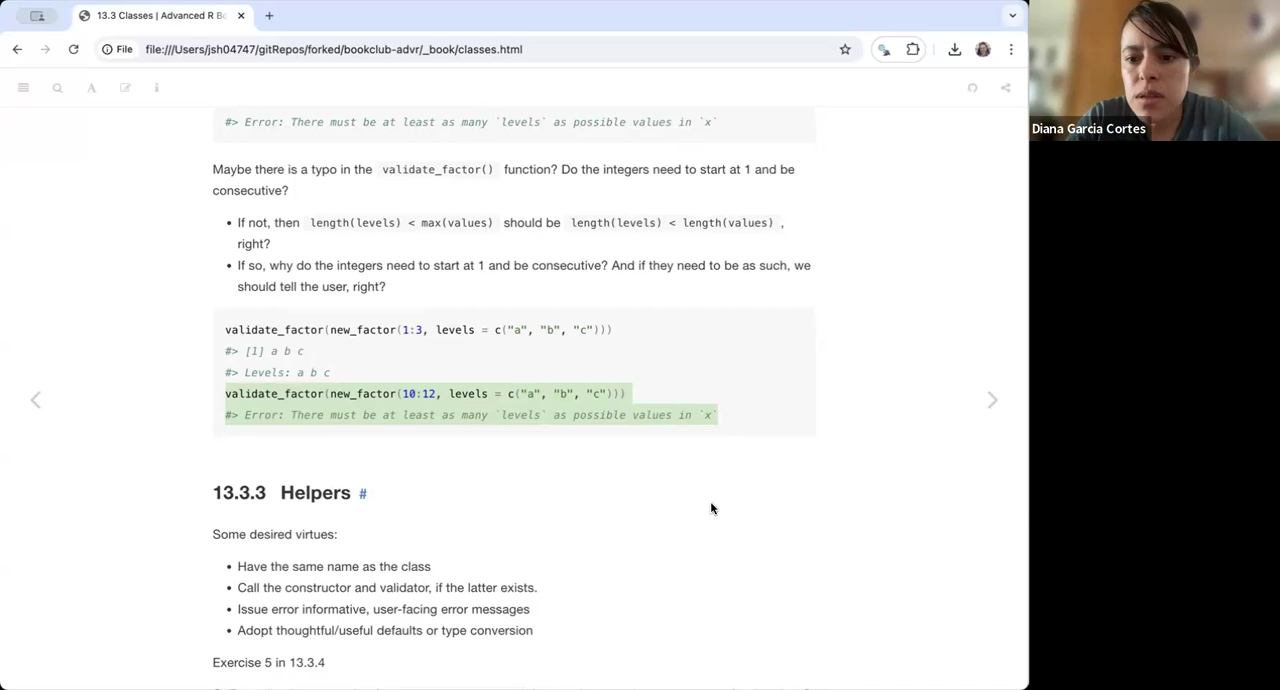 13.3 Classes | Advanced R Bo
File
file:///Users/jsh04747/gitRepos/forked/bookclub-advr/_book/classes.html
Diana Garcia Cortes
#> Error: There must be at least as many `levels` as possible values in `x`
Maybe there is a typo in the validate_factor() function? Do the integers need to start at 1 and be
consecutive?
• If not, then length(levels) < max(values) should be length(levels) < length(values) ,
right?
• If so, why do the integers need to start at 1 and be consecutive? And if they need to be as such, we
should tell the user, right?
validate_factor(new_factor(1:3, levels = c("a", "b", "c")))
#> [1] a b c
#> Levels: a b c
validate_factor(new_factor(10:12, levels = c("a", "b", "c")))
#> Error: There must be at least as many `levels` as possible values in `x`
13.3.3 Helpers #
Some desired virtues:
• Have the same name as the class
• Call the constructor and validator, if the latter exists.
• Issue error informative, user-facing error messages
• Adopt thoughtful/useful defaults or type conversion
Exercise 5 in 13.3.4